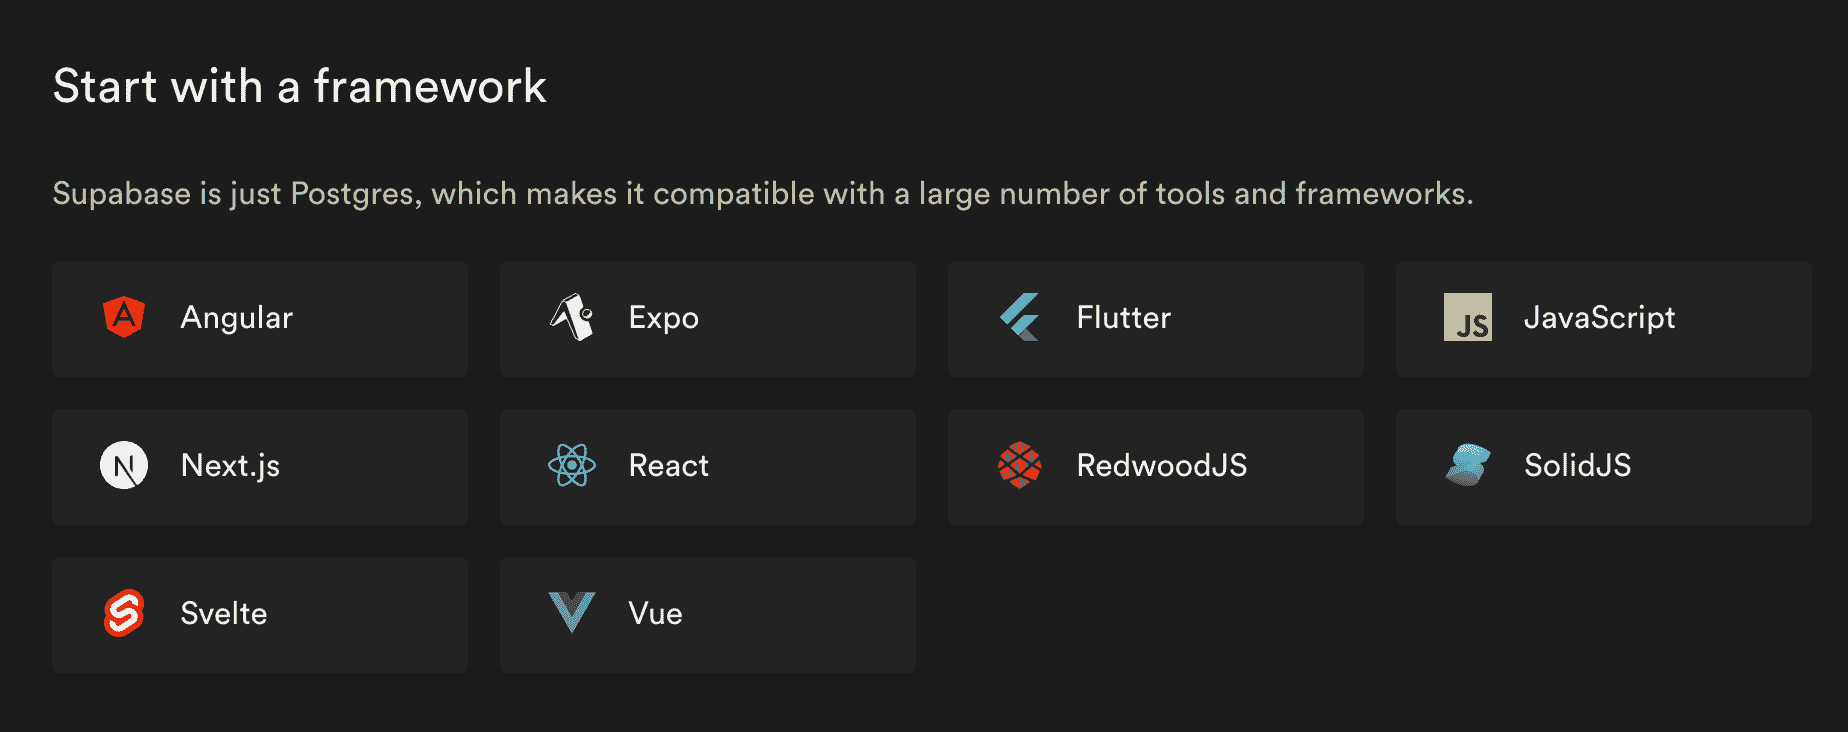 Start with a framework
Supabase is just Postgres, which makes it compatible with a large number of tools and frameworks.
Angular
Expo
Flutter
JS
JavaScript
Next.js
React
RedwoodJS
SolidJS
Svelte
Vue